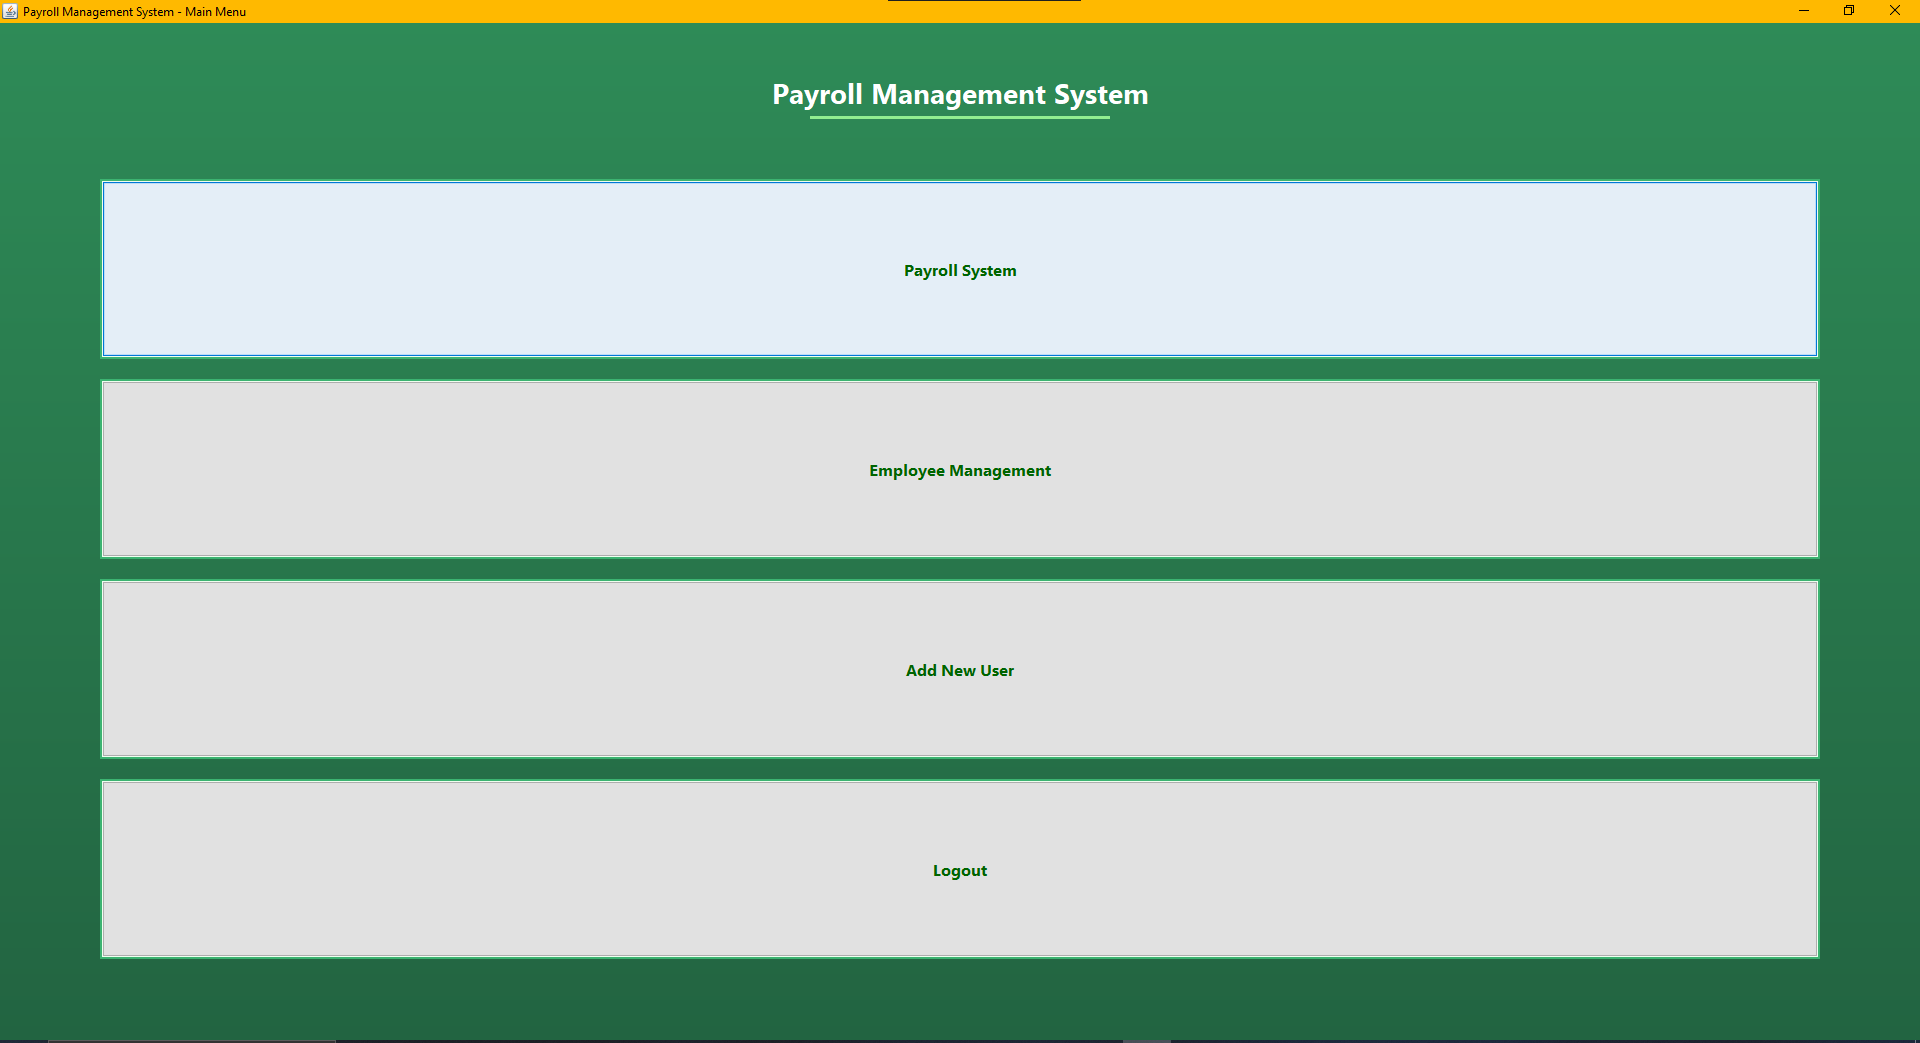 Payroll Management System - Main Menu
Payroll Management System
Payroll System
Employee Management
Add New User
Logout